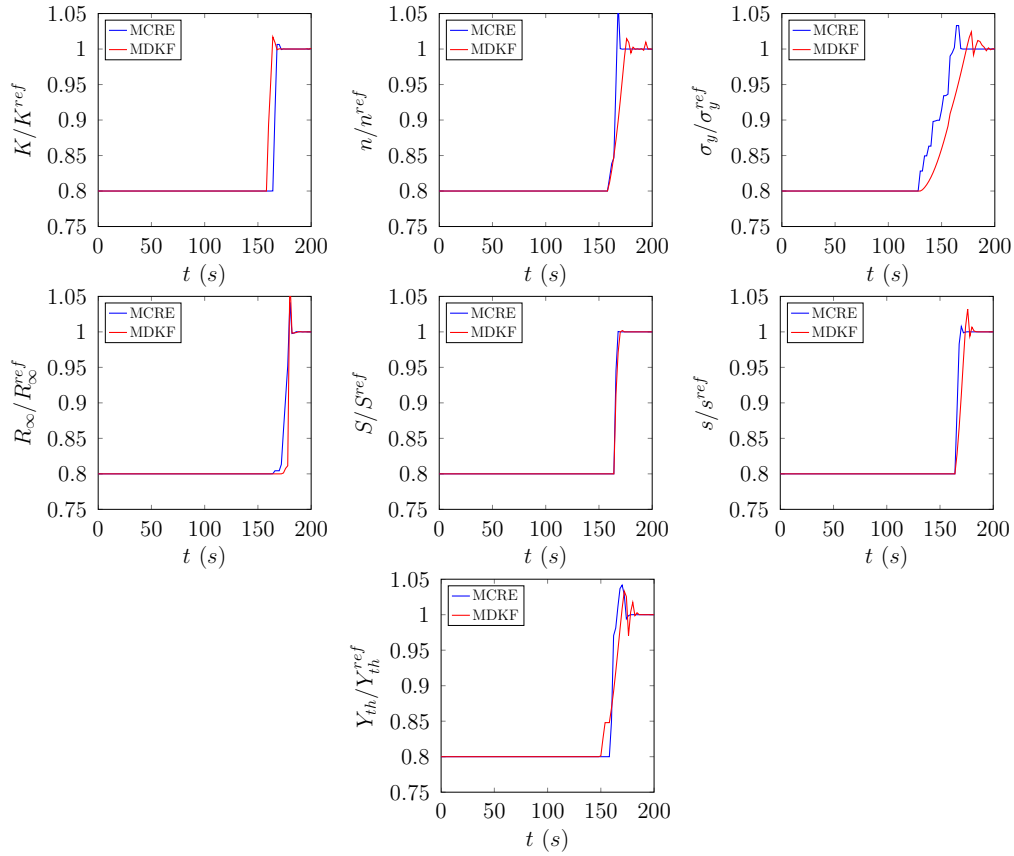 1.05
1
0.95
0.9
0.85
0.8
0.75
K/K^{ref}
MCRE
MDKF
0 50 100 150 200
t (s)
1.05
1
0.95
0.9
0.85
0.8
0.75
n/n^{ref}
MCRE
MDKF
0 50 100 150 200
t (s)
1.05
1
0.95
0.9
0.85
0.8
0.75
σ_y/σ_y^{ref}
MCRE
MDKF
0 50 100 150 200
t (s)
1.05
1
0.95
0.9
0.85
0.8
0.75
R_∞/R_∞^{ref}
MCRE
MDKF
0 50 100 150 200
t (s)
1.05
1
0.95
0.9
0.85
0.8
0.75
S/S^{ref}
MCRE
MDKF
0 50 100 150 200
t (s)
1.05
1
0.95
0.9
0.85
0.8
0.75
s/s^{ref}
MCRE
MDKF
0 50 100 150 200
t (s)
1.05
1
0.95
0.9
0.85
0.8
0.75
Y_{th}/Y_{th}^{ref}
MCRE
MDKF
0 50 100 150 200
t (s)